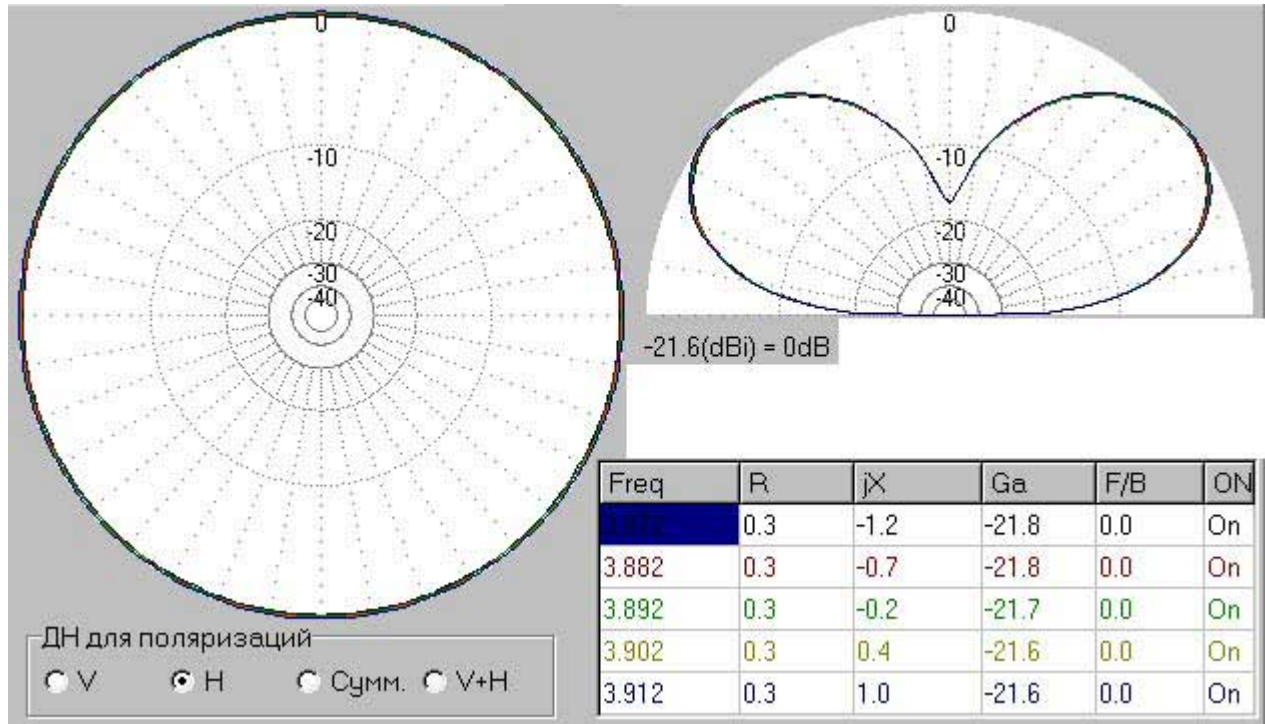 0
-10
-20
-30
-40
0
-10
-20
-30
-40
-21.6(dBi) = 0dB
Freq R jX Ga F/B ON
3.872 0.3 -1.2 -21.8 0.0 On
3.882 0.3 -0.7 -21.8 0.0 On
3.892 0.3 -0.2 -21.7 0.0 On
3.902 0.3 0.4 -21.6 0.0 On
3.912 0.3 1.0 -21.6 0.0 On
ДН для поляризаций
V H Сумм. V+H